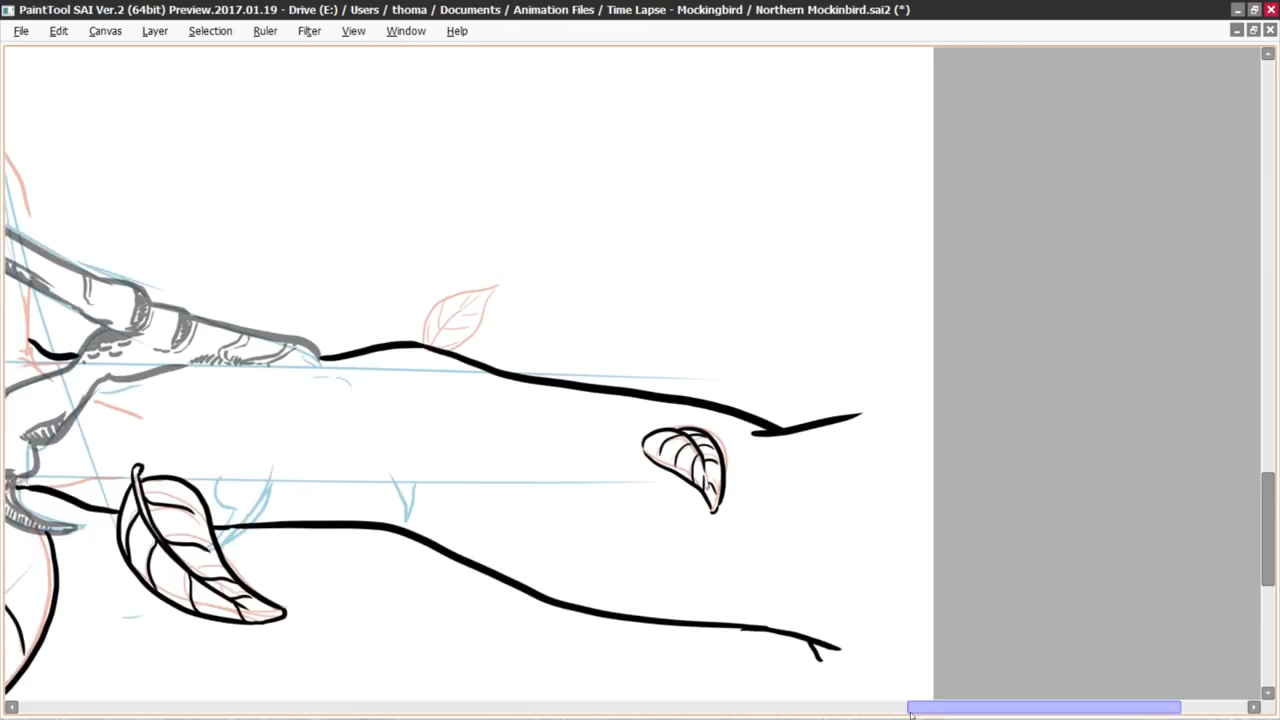 PaintTool SAI Ver.2 (64bit) Preview.2017.01.19 - Drive (E:) / Users / thoma / Documents / Animation Files / Time Lapse - Mockingbird / Northern Mockinbird.sai2 (*)
File Edit Canvas Layer Selection Ruler Filter View Window Help